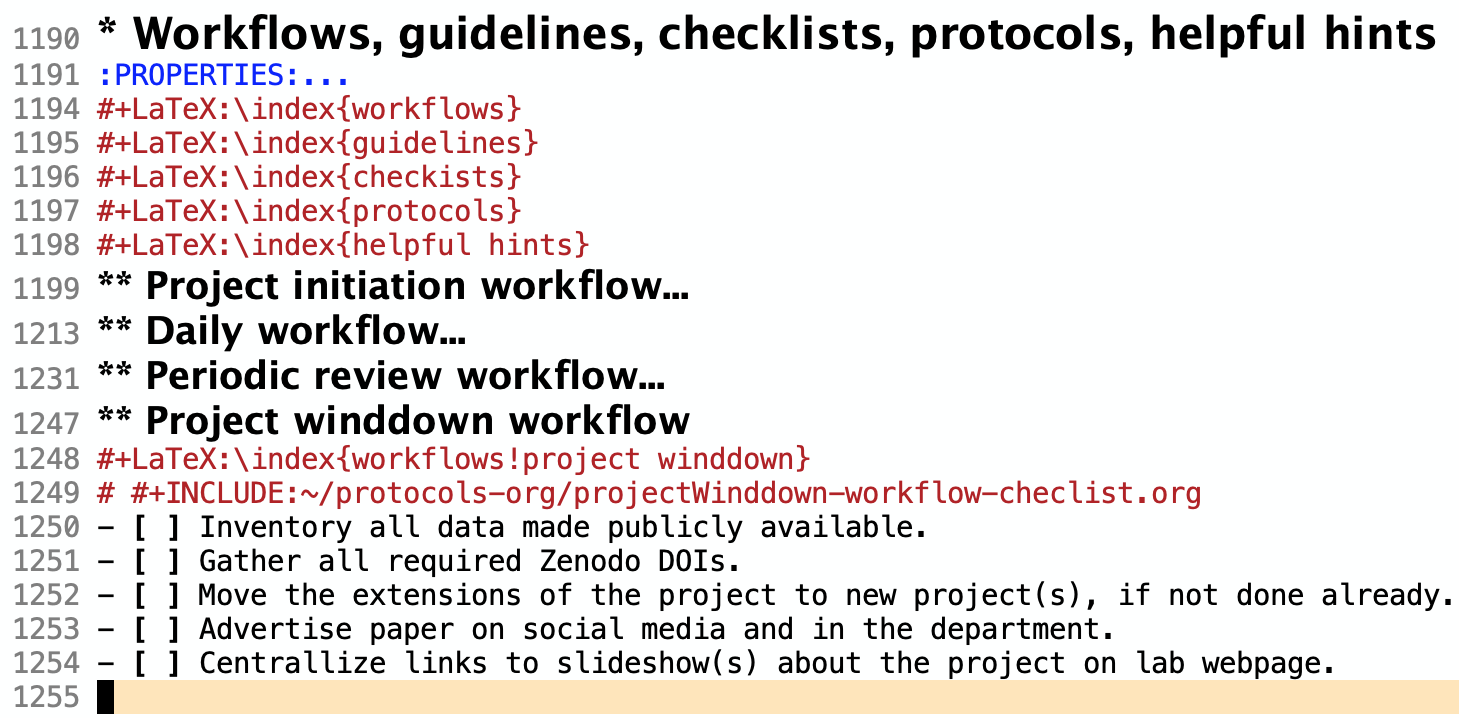 1190 * Workflows, guidelines, checklists, protocols, helpful hints
1191 :PROPERTIES:...
1194 #+LaTeX:\index{workflows}
1195 #+LaTeX:\index{guidelines}
1196 #+LaTeX:\index{checkists}
1197 #+LaTeX:\index{protocols}
1198 #+LaTeX:\index{helpful hints}
1199 ** Project initiation workflow...
1213 ** Daily workflow...
1231 ** Periodic review workflow...
1247 ** Project winddown workflow
1248 #+LaTeX:\index{workflows!project winddown}
1249 # #+INCLUDE:~/protocols-org/projectWinddown-workflow-checlist.org
1250 - [ ] Inventory all data made publicly available.
1251 - [ ] Gather all required Zenodo DOIs.
1252 - [ ] Move the extensions of the project to new project(s), if not done already.
1253 - [ ] Advertise paper on social media and in the department.
1254 - [ ] Centrallize links to slideshow(s) about the project on lab webpage.
1255